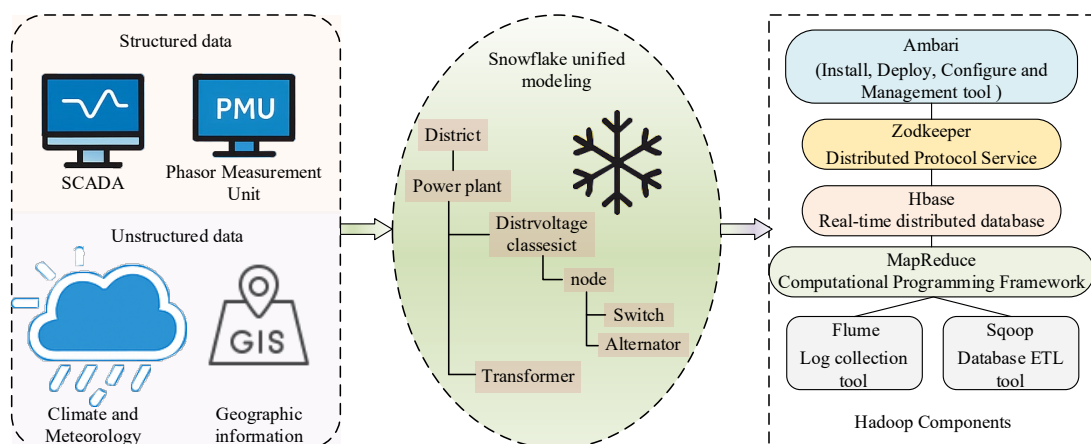 Structured data
PMU
SCADA
Phasor Measurement
Unit
Unstructured data
GIS
Climate and
Meteorology
Geographic
information
Snowflake unified
modeling
District
Power plant
Distrvoltage
classesict
node
Switch
Alternator
Transformer
Ambari
(Install, Deploy, Configure and
Management tool )
Zodkeeper
Distributed Protocol Service
Hbase
Real-time distributed database
MapReduce
Computational Programming Framework
Flume
Log collection
tool
Sqoop
Database ETL
tool
Hadoop Components